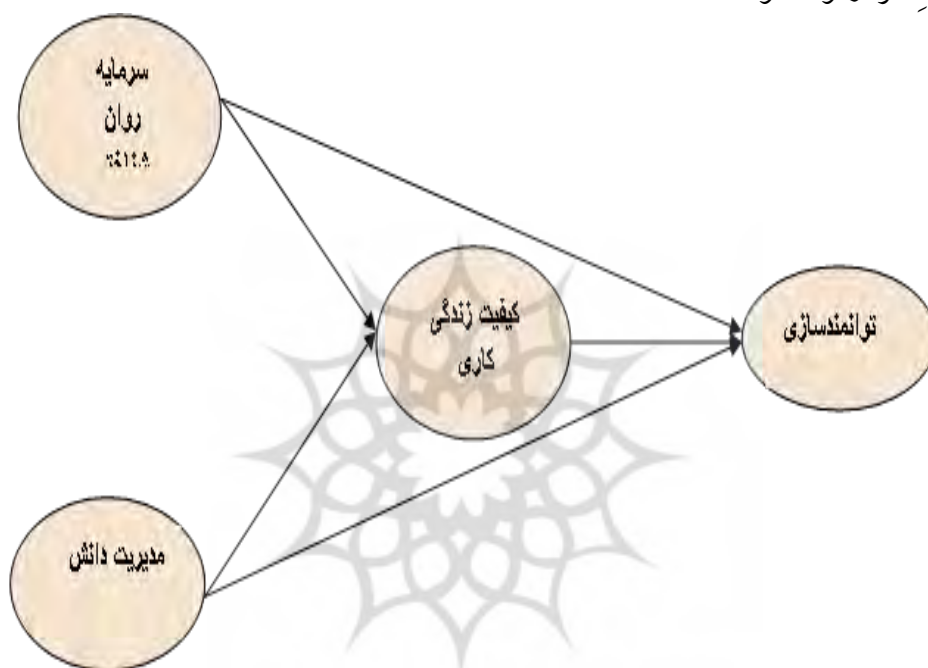 سرمایه
روان
کیفیت زندگی
کاری
توانمندسازی
مدیریت دانش